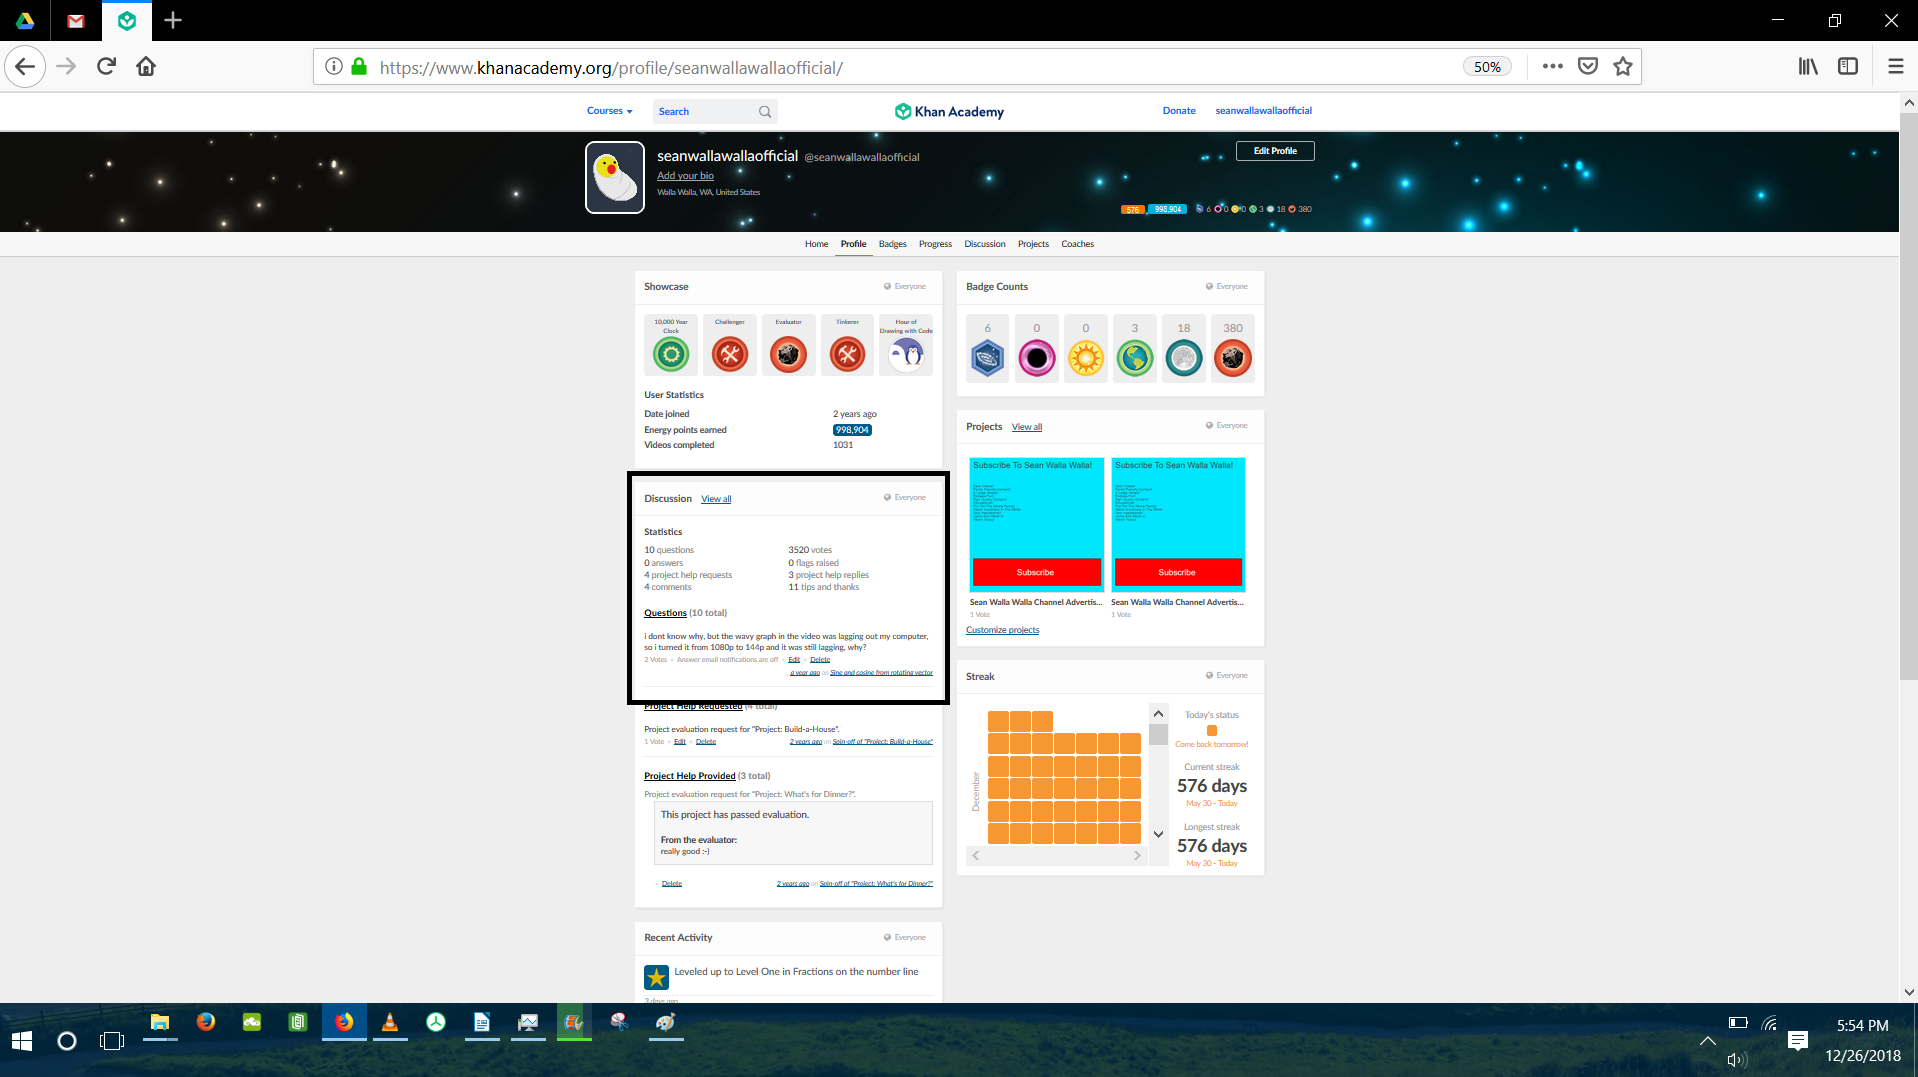 https://www.khanacademy.org/profile/seanwallawallaofficial/
50%
Courses
Search
Khan Academy
Donate
seanwallawallaofficial
seanwallawallaofficial @seanwallawallaofficial
Edit Profile
Add your bio
Walla Walla, WA, United States
576 998,904 6 0 0 3 18 380
Home Profile Badges Progress Discussion Projects Coaches
Showcase Everyone
10,000 Year Clock
Challenger
Evaluator
Tinkerer
Hour of Drawing with Code
User Statistics
Date joined 2 years ago
Energy points earned 998,904
Videos completed 1031
Badge Counts Everyone
6 0 0 3 18 380
Discussion View all Everyone
Statistics
10 questions 3520 votes
0 answers 0 flags raised
4 project help requests 3 project help replies
4 comments 11 tips and thanks
Questions (10 total)
i dont know why, but the wavy graph in the video was lagging out my computer,
so i turned it from 1080p to 144p and it was still lagging, why?
2 Votes • Answer email notifications are off • Edit • Delete
a year ago on Sine and cosine from rotating vector
Project Help Requested (4 total)
Project evaluation request for "Project: Build-a-House".
1 Vote • Edit • Delete 2 years ago on Spin-off of "Project: Build-a-House"
Project Help Provided (3 total)
Project evaluation request for "Project: What's for Dinner?".
This project has passed evaluation.
From the evaluator:
really good :-)
• Delete 2 years ago on Spin-off of "Project: What's for Dinner?"
Recent Activity Everyone
Leveled up to Level One in Fractions on the number line
3 days ago
Projects View all Everyone
Subscribe To Sean Walla Walla!
Subscribe
Sean Walla Walla Channel Advertis...
1 Vote
Subscribe To Sean Walla Walla!
Subscribe
Sean Walla Walla Channel Advertis...
1 Vote
Customize projects
Streak Everyone
December
Today's status
Come back tomorrow!
Current streak
576 days
May 30 - Today
Longest streak
576 days
May 30 - Today
5:54 PM
12/26/2018